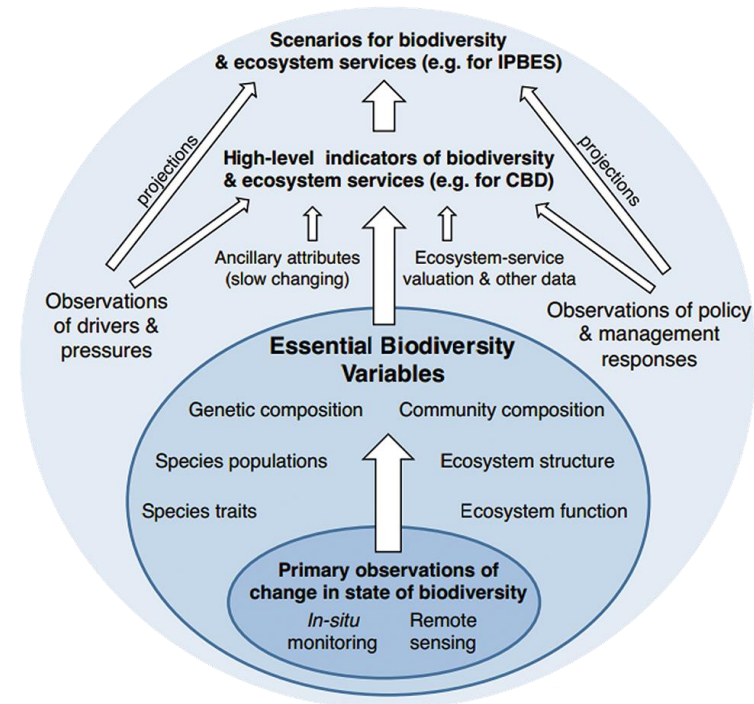 Scenarios for biodiversity
& ecosystem services (e.g. for IPBES)
projections
projections
High-level indicators of biodiversity
& ecosystem services (e.g. for CBD)
Ancillary attributes
(slow changing)
Ecosystem-service
valuation & other data
Observations
of drivers &
pressures
Observations of policy
& management
responses
Essential Biodiversity
Variables
Genetic composition
Community composition
Species populations
Ecosystem structure
Species traits
Ecosystem function
Primary observations of
change in state of biodiversity
In-situ
monitoring
Remote
sensing